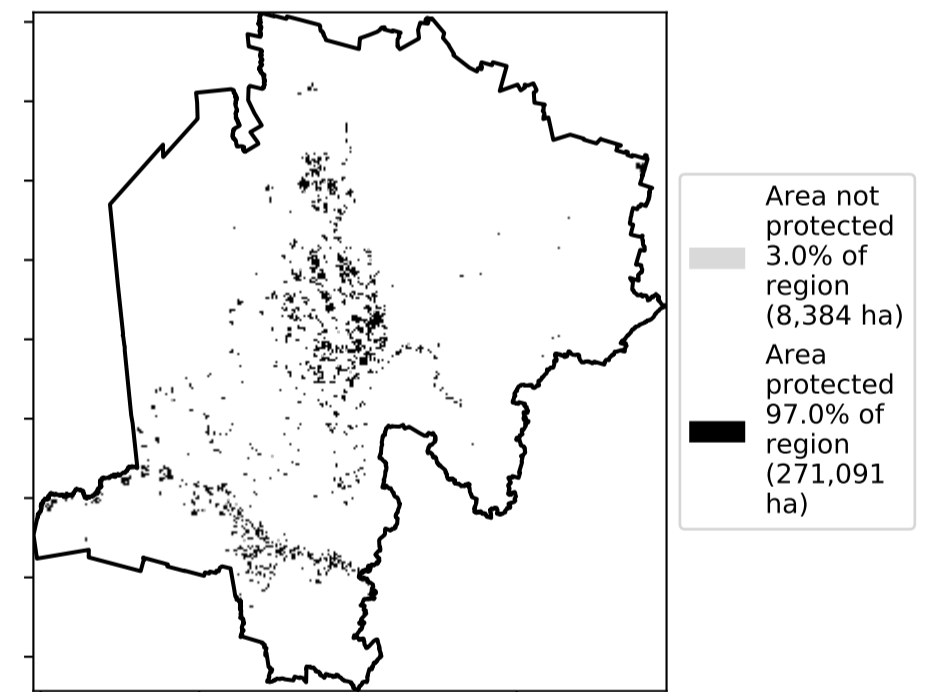 Area not
protected
3.0% of
region
(8,384 ha)
Area
protected
97.0% of
region
(271,091
ha)